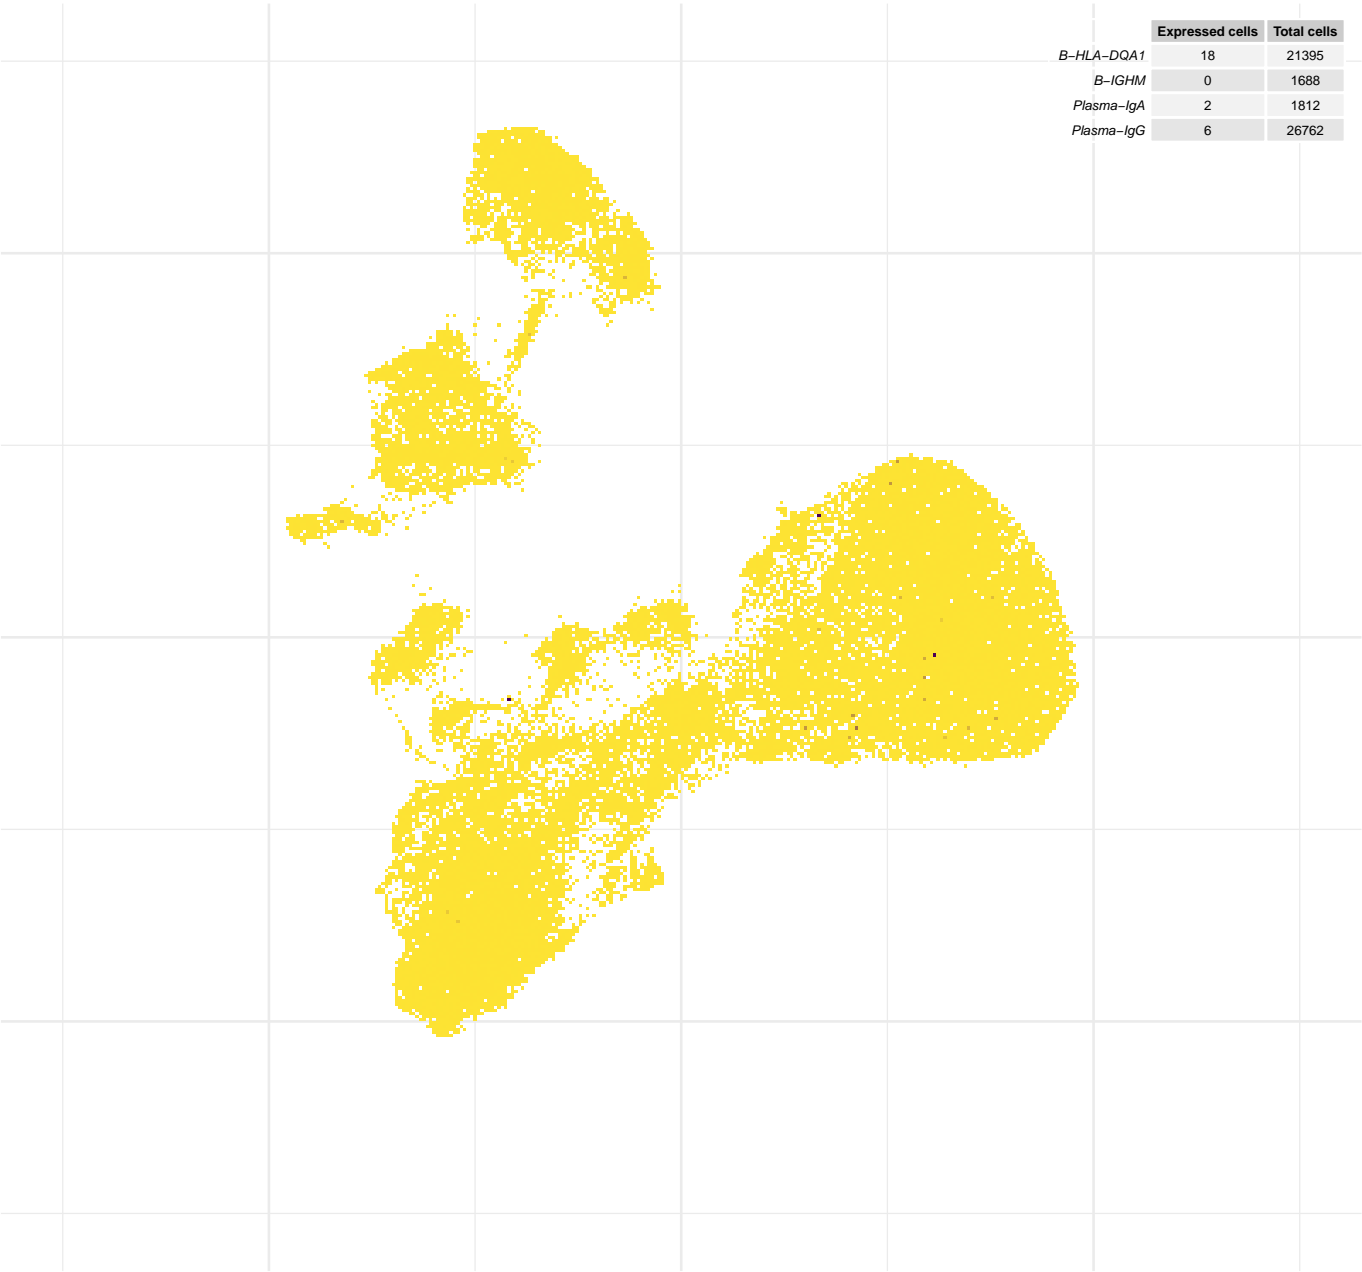 Expressed cells Total cells
B−HLA−DQA1 18 21395
B−IGHM 0 1688
Plasma−IgA 2 1812
Plasma−IgG 6 26762